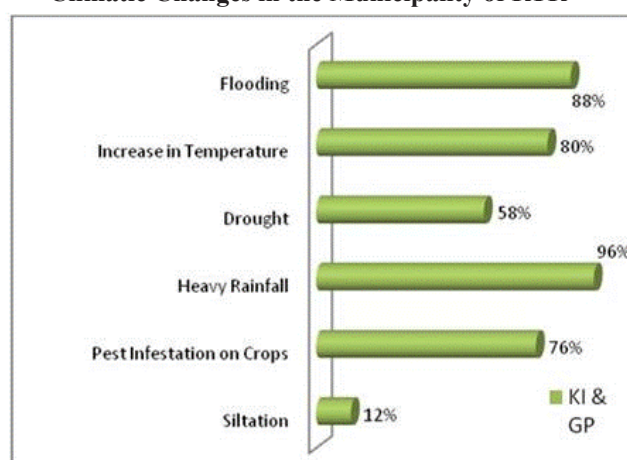 Flooding
88%
Increase in Temperature
80%
Drought
58%
96%
Heavy Rainfall
Pest Infestation on Crops
76%
Siltation
12%
KI &
GP